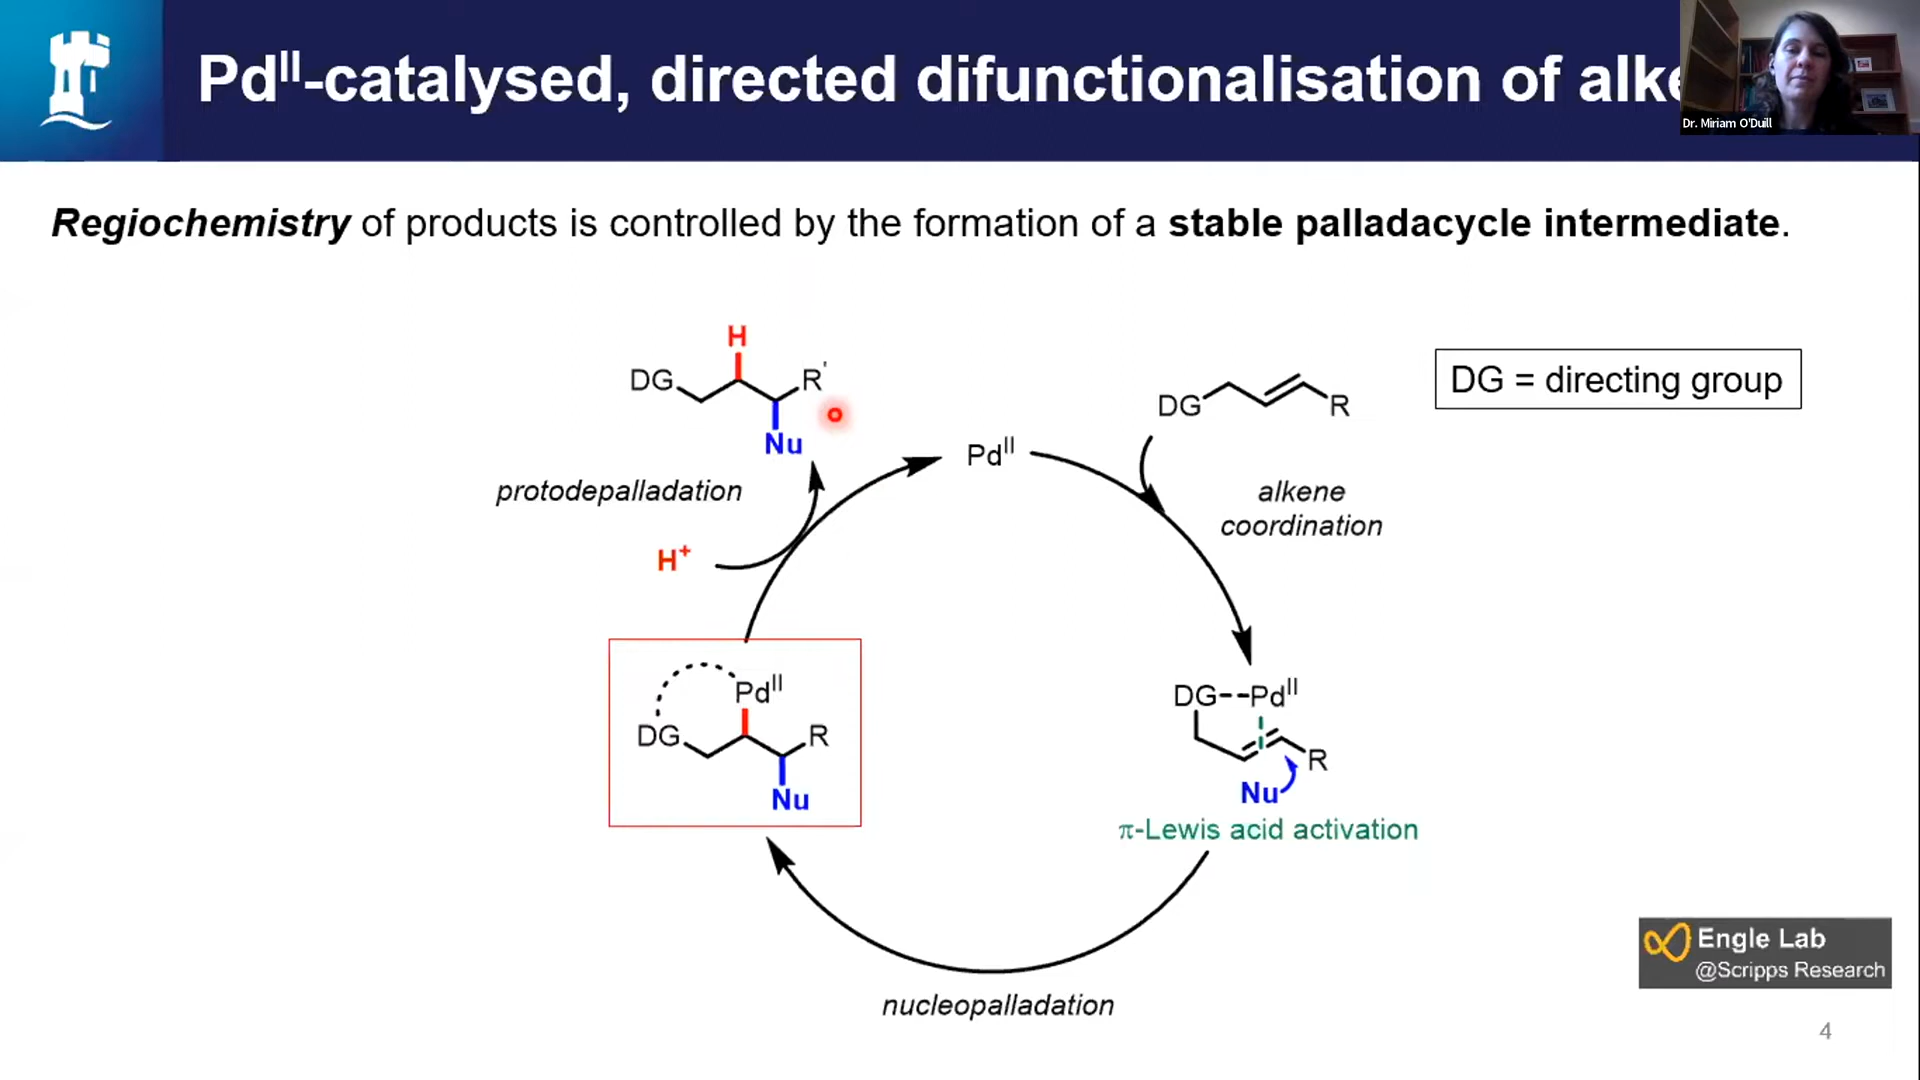 Pdᴵᴵ-catalysed, directed difunctionalisation of alke
Dr. Miriam O'Duill
Regiochemistry of products is controlled by the formation of a stable palladacycle intermediate.
H
DG R'
Nu
DG R
DG = directing group
Pdᴵᴵ
protodepalladation
alkene
coordination
H⁺
Pdᴵᴵ
DG R
Nu
DG--Pdᴵᴵ
R
Nu
π-Lewis acid activation
nucleopalladation
Engle Lab
@Scripps Research
4